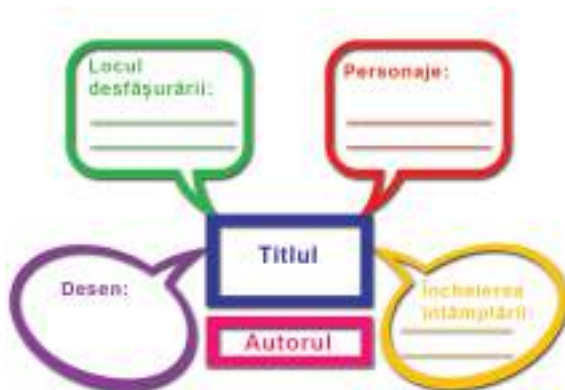 Locul
desfășurării:
Personaje:
Titlul
Desen:
Încheierea
întâmplării:
Autorul